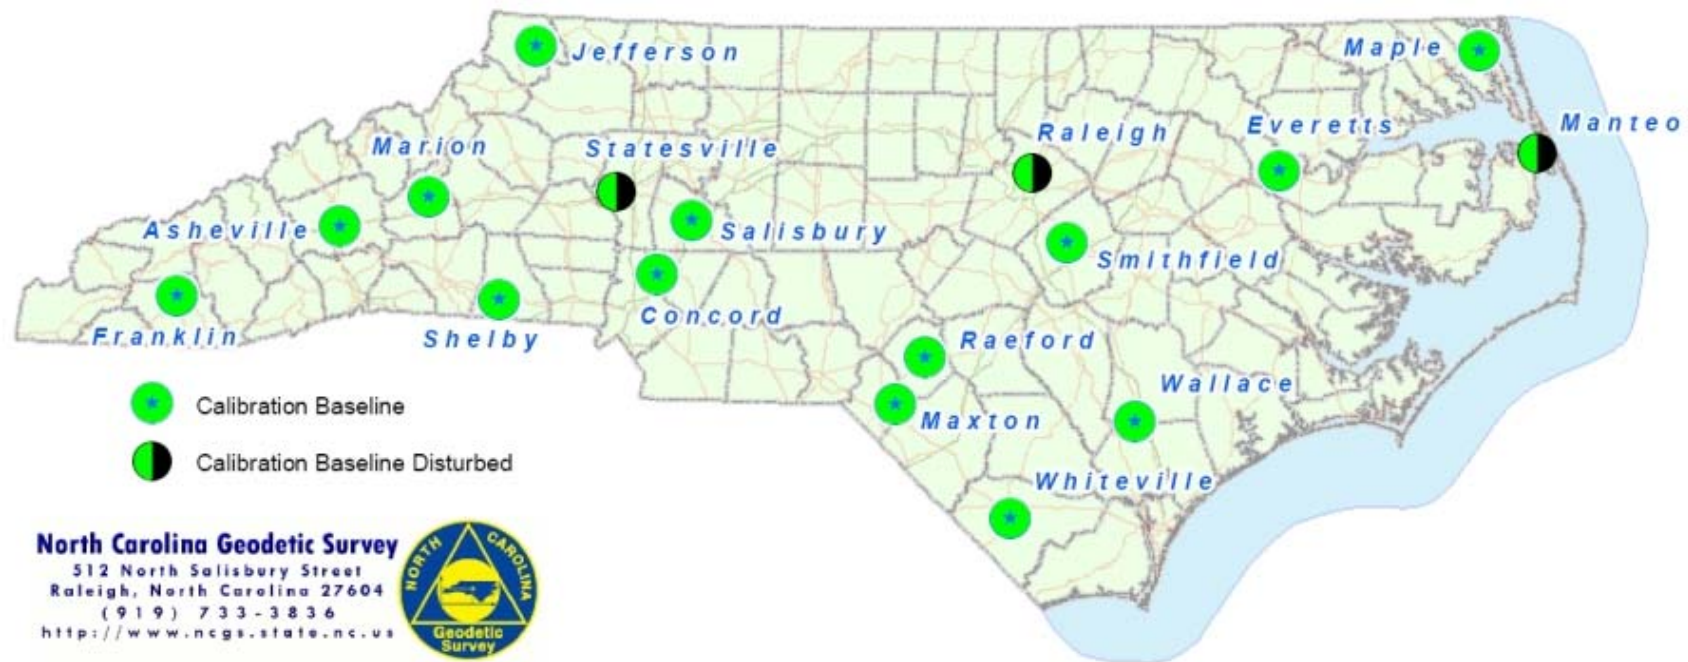 Jefferson
Maple
Marion
Statesville
Raleigh
Everetts
Manteo
Asheville
Salisbury
Smithfield
Franklin
Shelby
Concord
Raeford
Wallace
Maxton
Whiteville
Calibration Baseline
Calibration Baseline Disturbed
North Carolina Geodetic Survey
512 North Salisbury Street
Raleigh, North Carolina 27604
(919) 733-3836
http://www.ncgs.state.nc.us
NORTH CAROLINA
Geodetic
Survey